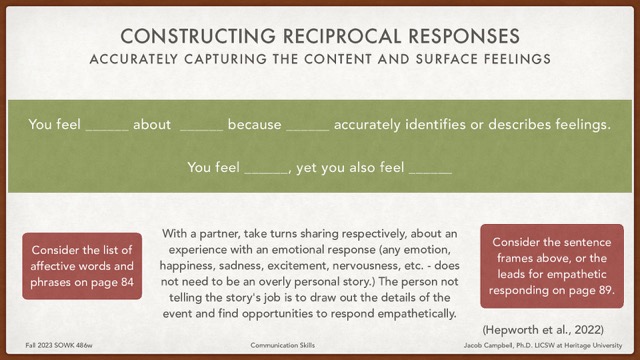 CONSTRUCTING RECIPROCAL RESPONSES
ACCURATELY CAPTURING THE CONTENT AND SURFACE FEELINGS
You feel ______ about ______ because ______ accurately identifies or describes feelings.
You feel ______, yet you also feel ______
Consider the list of
affective words and
phrases on page 84
With a partner, take turns sharing respectively, about an
experience with an emotional response (any emotion,
happiness, sadness, excitement, nervousness, etc. - does
not need to be an overly personal story.) The person not
telling the story's job is to draw out the details of the
event and find opportunities to respond empathetically.
Consider the sentence
frames above, or the
leads for empathetic
responding on page 89.
(Hepworth et al., 2022)
Fall 2023 SOWK 486w
Communication Skills
Jacob Campbell, Ph.D. LICSW at Heritage University